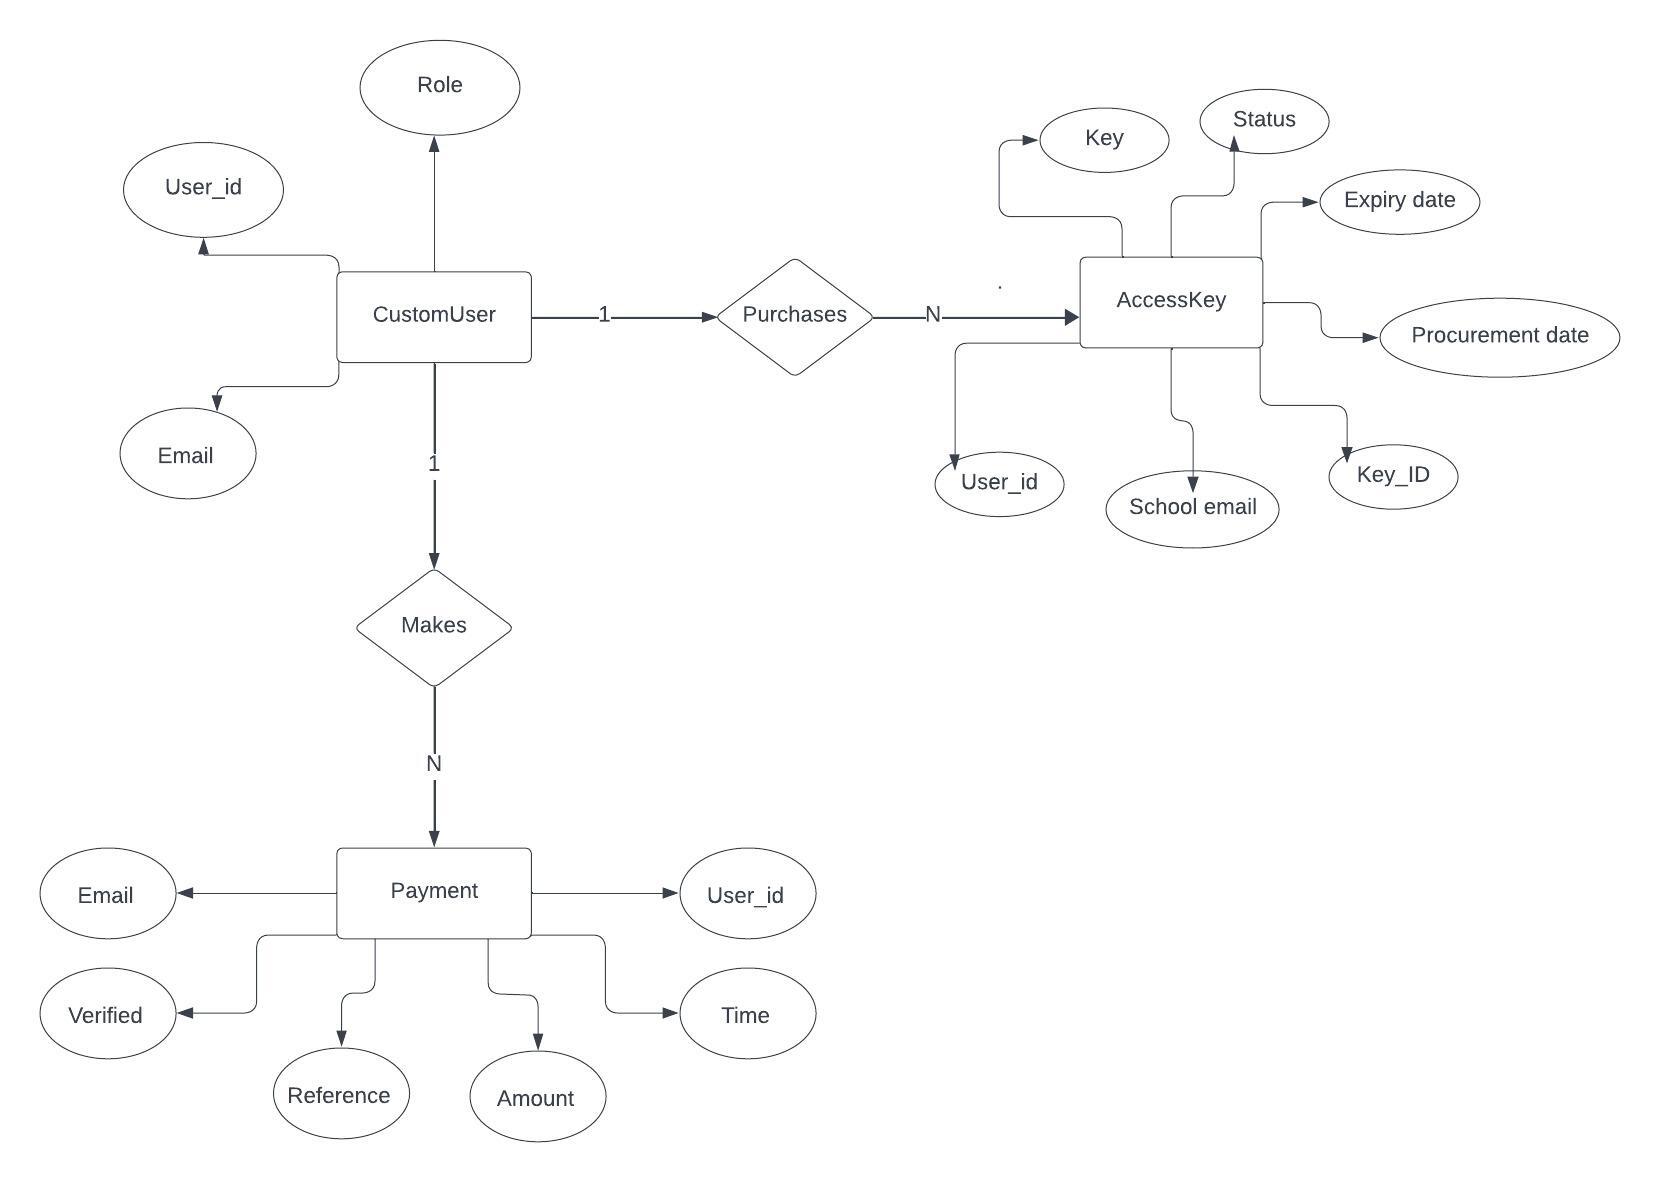 Role
Key
Status
User_id
Expiry date
CustomUser
1
Purchases
N
AccessKey
Procurement date
Email
1
User_id
School email
Key_ID
Makes
N
Email
Payment
User_id
Verified
Time
Reference
Amount